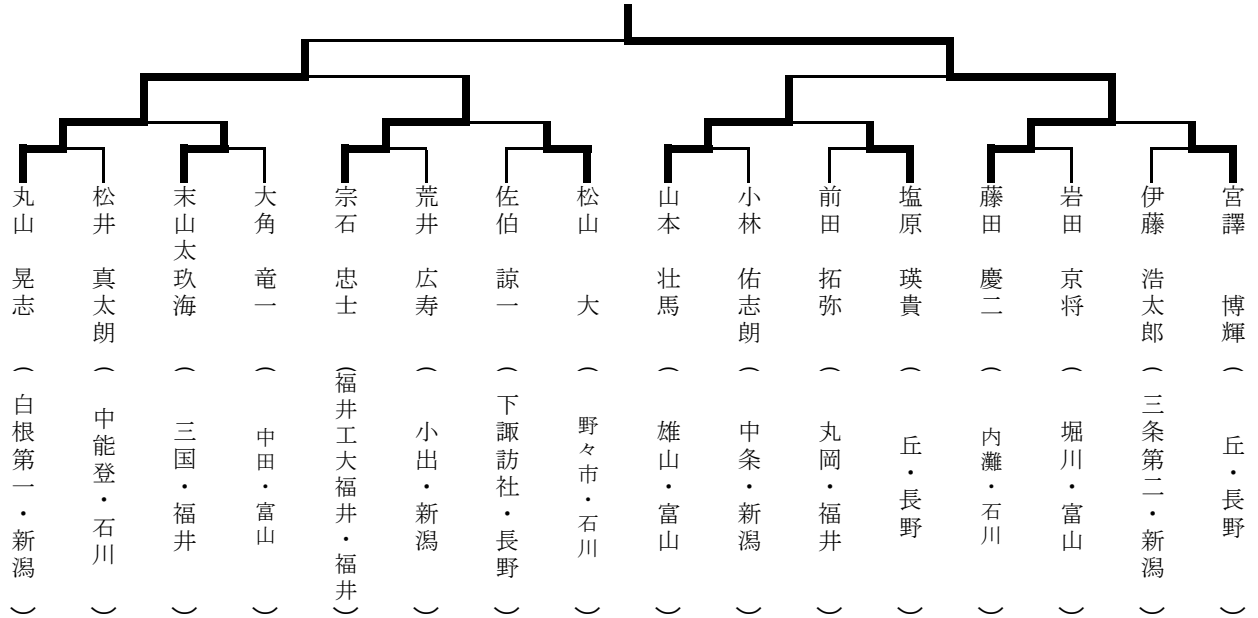 丸山 晃志 （白根第一・新潟）
松井 真太朗 （中能登・石川）
末山太玖海 （三国・福井）
大角 竜一 （中田・富山）
宗石 忠士 （福井工大福井・福井）
荒井 広寿 （小出・新潟）
佐伯 諒一 （下諏訪社・長野）
松山 大 （野々市・石川）
山本 壮馬 （雄山・富山）
小林 佑志朗 （中条・新潟）
前田 拓弥 （丸岡・福井）
塩原 瑛貴 （丘・長野）
藤田 慶二 （内灘・石川）
岩田 京将 （堀川・富山）
伊藤 浩太郎 （三条第二・新潟）
宮譯 博輝 （丘・長野）